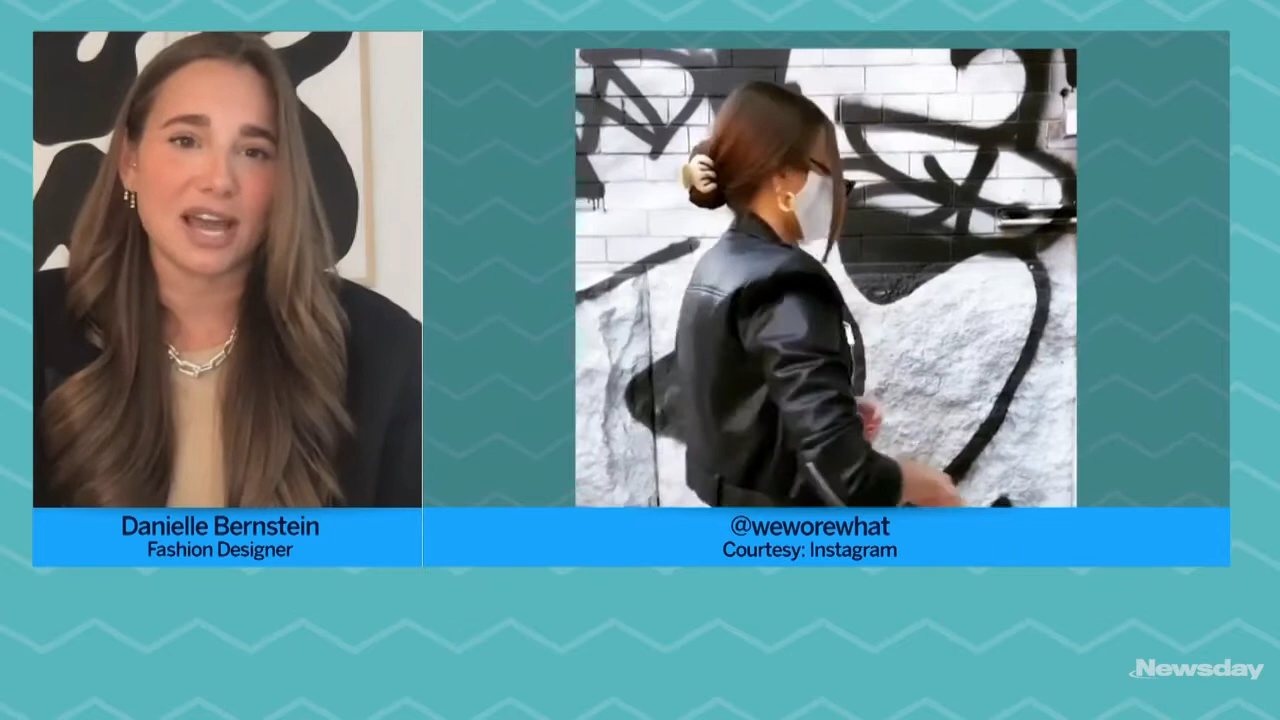 Danielle Bernstein
Fashion Designer
@weworewhat
Courtesy: Instagram
Newsday